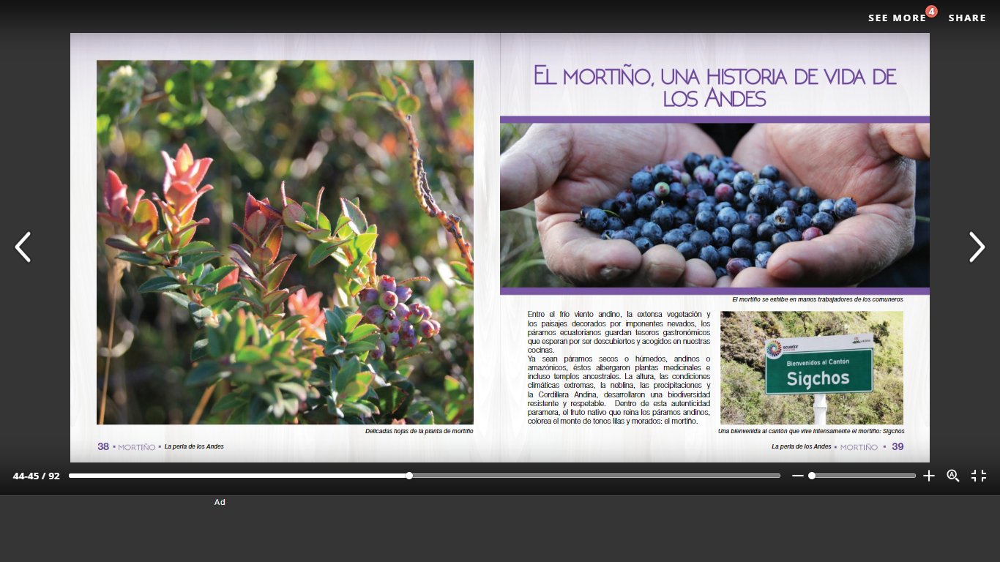 SEE MORE 4 SHARE
EL MORTIÑO, UNA HISTORIA DE VIDA DE
LOS ANDES
El mortiño se exhibe en manos trabajadores de los comuneros
Entre el frío viento andino, la extensa vegetación y
los paisajes decorados por imponentes nevados, los
páramos ecuatorianos guardan tesoros gastronómicos
que esperan por ser descubiertos y acogidos en nuestras
cocinas.
Ya sean páramos secos o húmedos, andinos o
amazónicos, éstos albergaron plantas medicinales e
incluso templos ancestrales. La altura, las condiciones
climáticas extremas, la neblina, las precipitaciones y
la Cordillera Andina, desarrollaron una biodiversidad
resistente y respetable. Dentro de esta autenticidad
paramera, el fruto nativo que reina los páramos andinos,
colorea el monte de tonos lilas y morados: el mortiño.
ecuador
Bienvenidos al Cantón
Sigchos
Delicadas hojas de la planta de mortiño
Una bienvenida al cantón que vive intensamente el mortiño: Sigchos
38 • MORTIÑO • La perla de los Andes
La perla de los Andes • MORTIÑO • 39
44-45 / 92
Ad